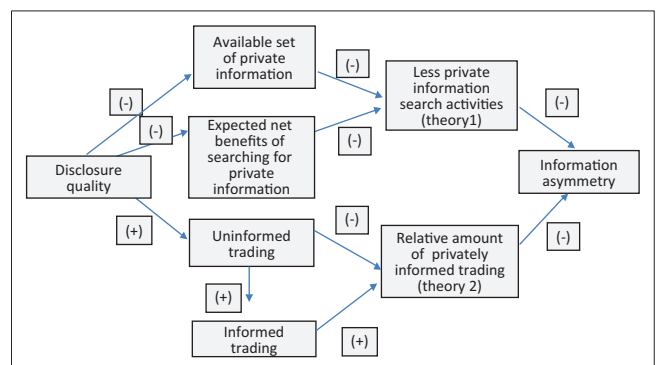 Available set
of private
information
(-)
Less private
information
search activities
(theory1)
(-)
(-)
(-)
Expected net
benefits of
searching for
private
information
(-)
Disclosure
quality
Information
asymmetry
(+)
Uninformed
trading
(-)
Relative amount
of privately
informed trading
(theory 2)
(-)
(+)
Informed
trading
(+)